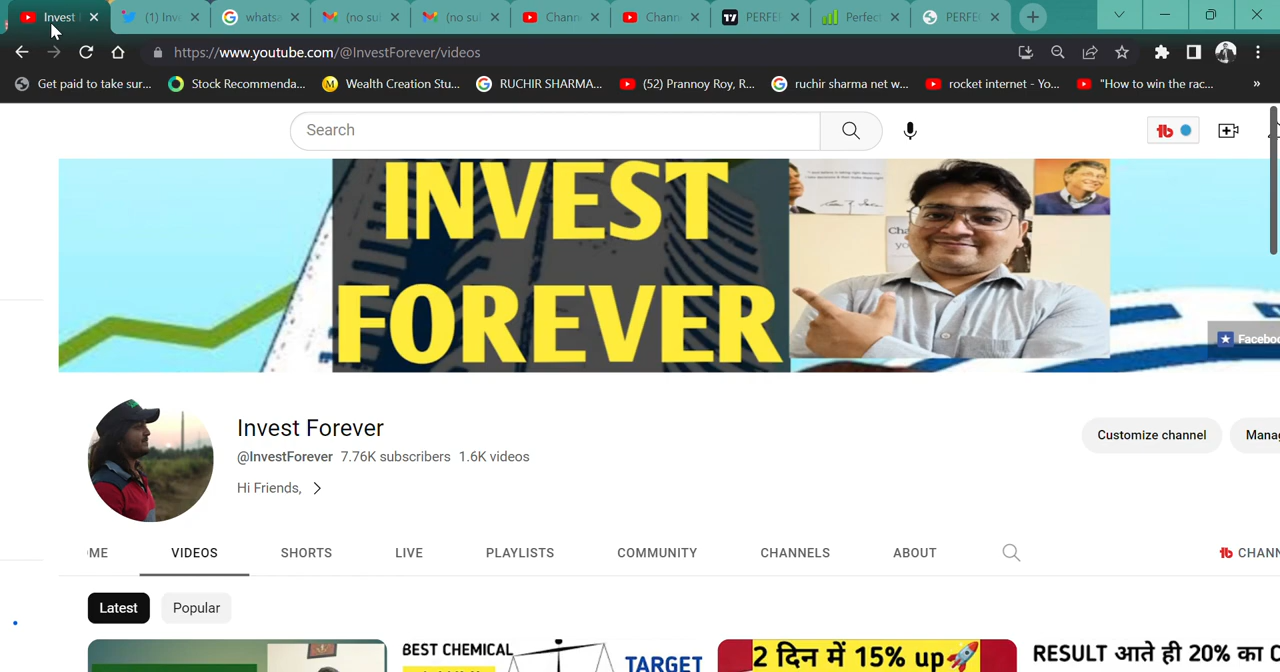 Invest
(1) Inv
whatsa
(no sul
(no sul
Chann
Chann
PERFE
Perfec
PERFE
https://www.youtube.com/@InvestForever/videos
Get paid to take sur...
Stock Recommenda...
Wealth Creation Stu...
RUCHIR SHARMA...
(52) Prannoy Roy, R...
ruchir sharma net w...
rocket internet - Yo...
"How to win the rac...
»
Search
INVEST
FOREVER
Facebo
Invest Forever
@InvestForever 7.76K subscribers 1.6K videos
Hi Friends,
Customize channel
Manag
OME
VIDEOS
SHORTS
LIVE
PLAYLISTS
COMMUNITY
CHANNELS
ABOUT
CHANN
Latest
Popular
BEST CHEMICAL
TARGET
2 दिन में 15% up🚀
RESULT आते ही 20% का C